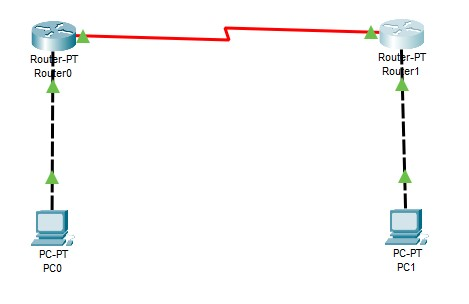 Router-PT
Router0
Router-PT
Router1
PC-PT
PC0
PC-PT
PC1